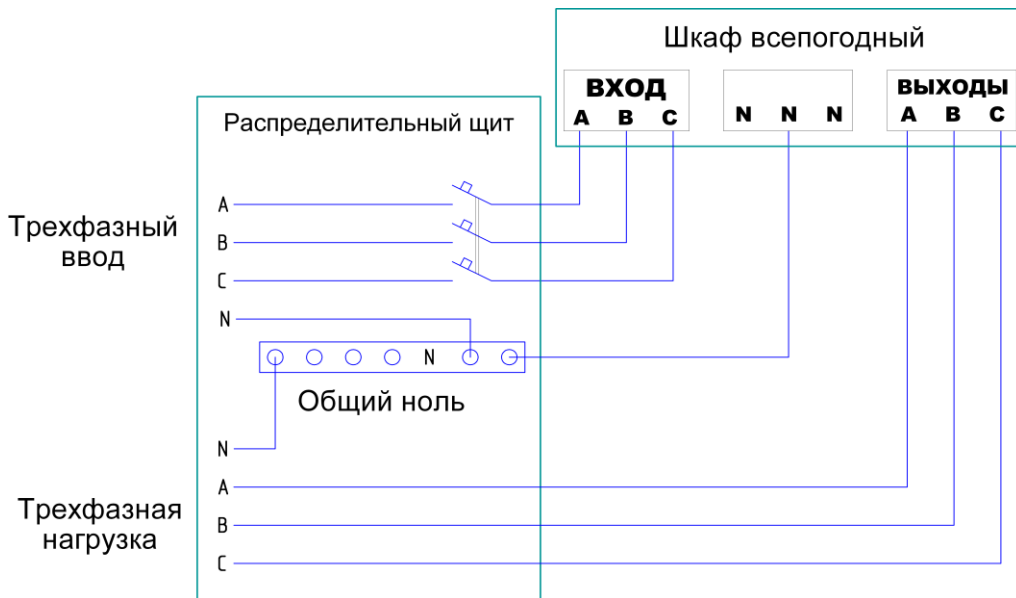 Шкаф всепогодный
ВХОД
A B C
N N N
ВЫХОДЫ
A B C
Распределительный щит
Трехфазный
ввод
A
B
C
N
N
Общий ноль
Трехфазная
нагрузка
N
A
B
C